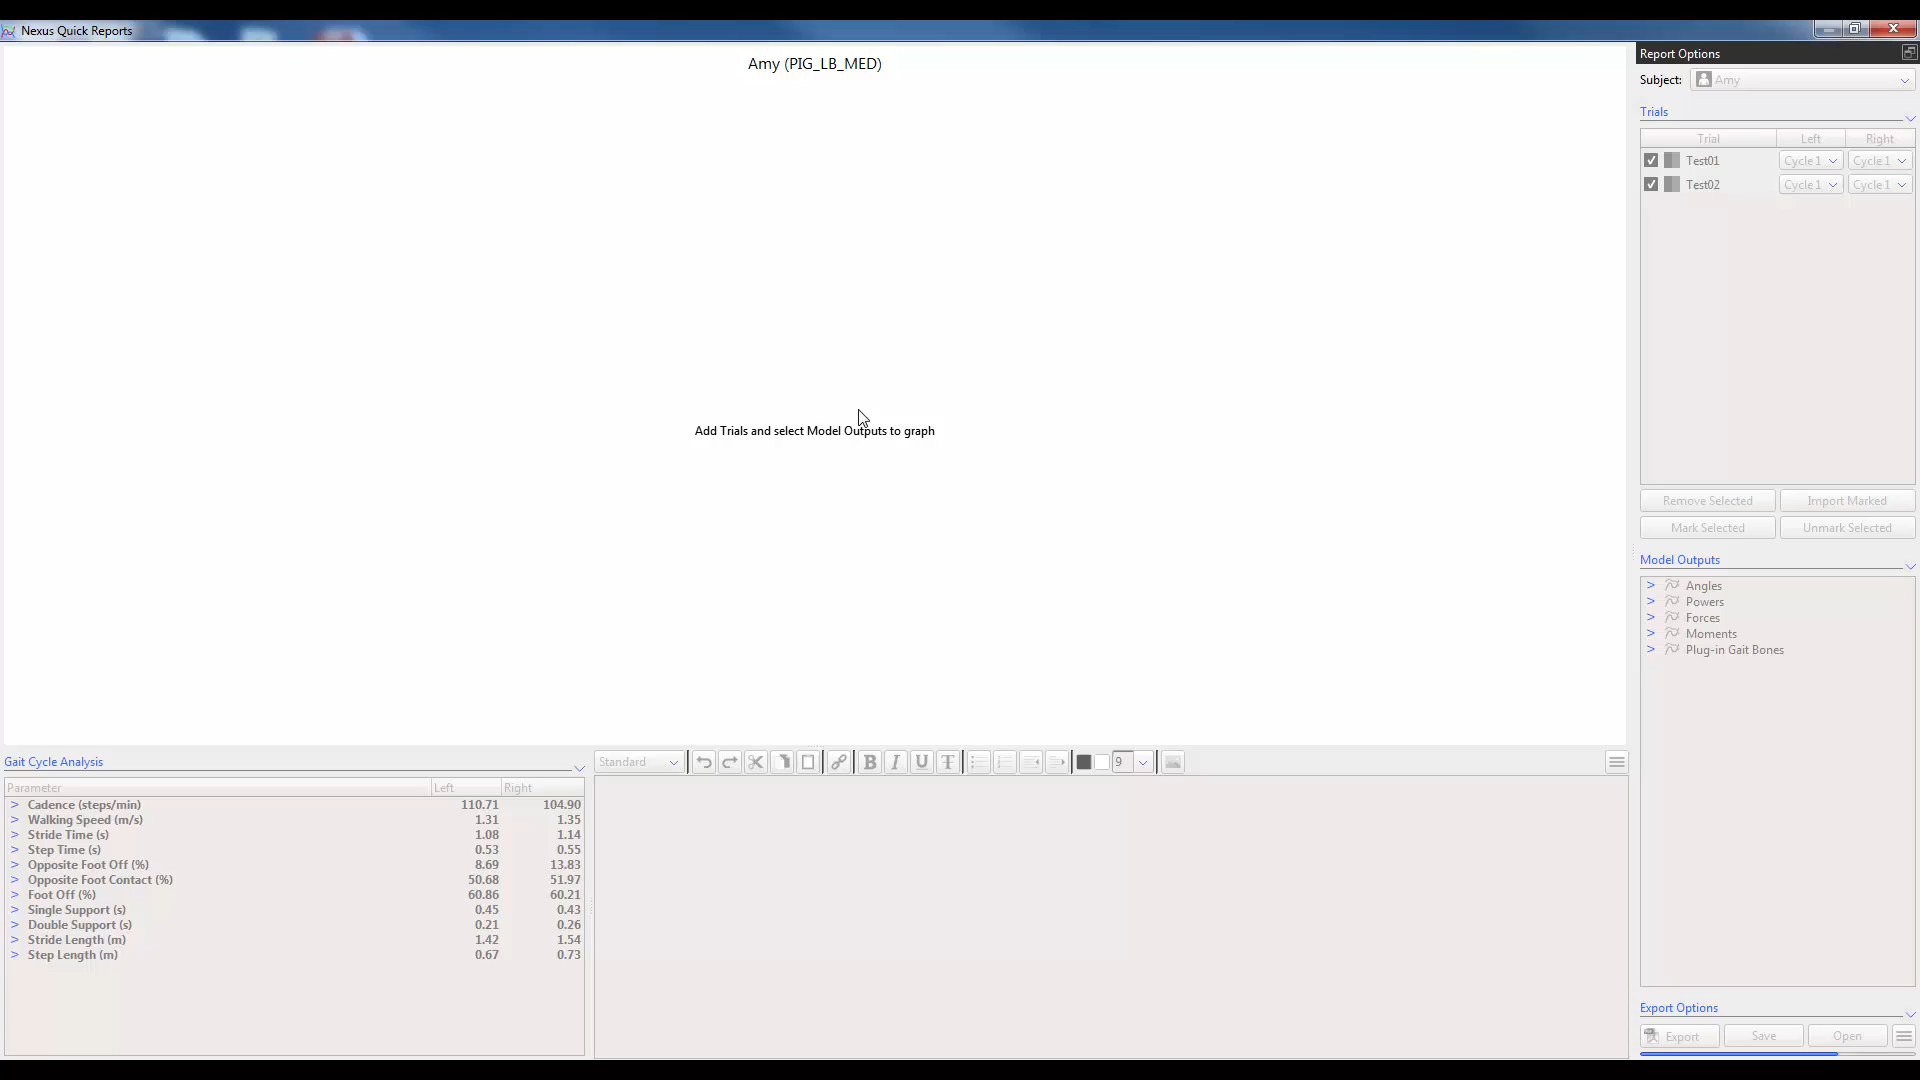 Nexus Quick Reports
Amy (PIG_LB_MED)
Add Trials and select Model Outputs to graph
Report Options
Subject: Amy
Trials
Trial Left Right
Test01 Cycle 1 Cycle 1
Test02 Cycle 1 Cycle 1
Remove Selected Import Marked
Mark Selected Unmark Selected
Model Outputs
> Angles
> Powers
> Forces
> Moments
> Plug-in Gait Bones
Export Options
Export Save Open
Gait Cycle Analysis
Parameter Left Right
> Cadence (steps/min) 110.71 104.90
> Walking Speed (m/s) 1.31 1.35
> Stride Time (s) 1.08 1.14
> Step Time (s) 0.53 0.55
> Opposite Foot Off (%) 8.69 13.83
> Opposite Foot Contact (%) 50.68 51.97
> Foot Off (%) 60.86 60.21
> Single Support (s) 0.45 0.43
> Double Support (s) 0.21 0.26
> Stride Length (m) 1.42 1.54
> Step Length (m) 0.67 0.73
Standard B I U T 9